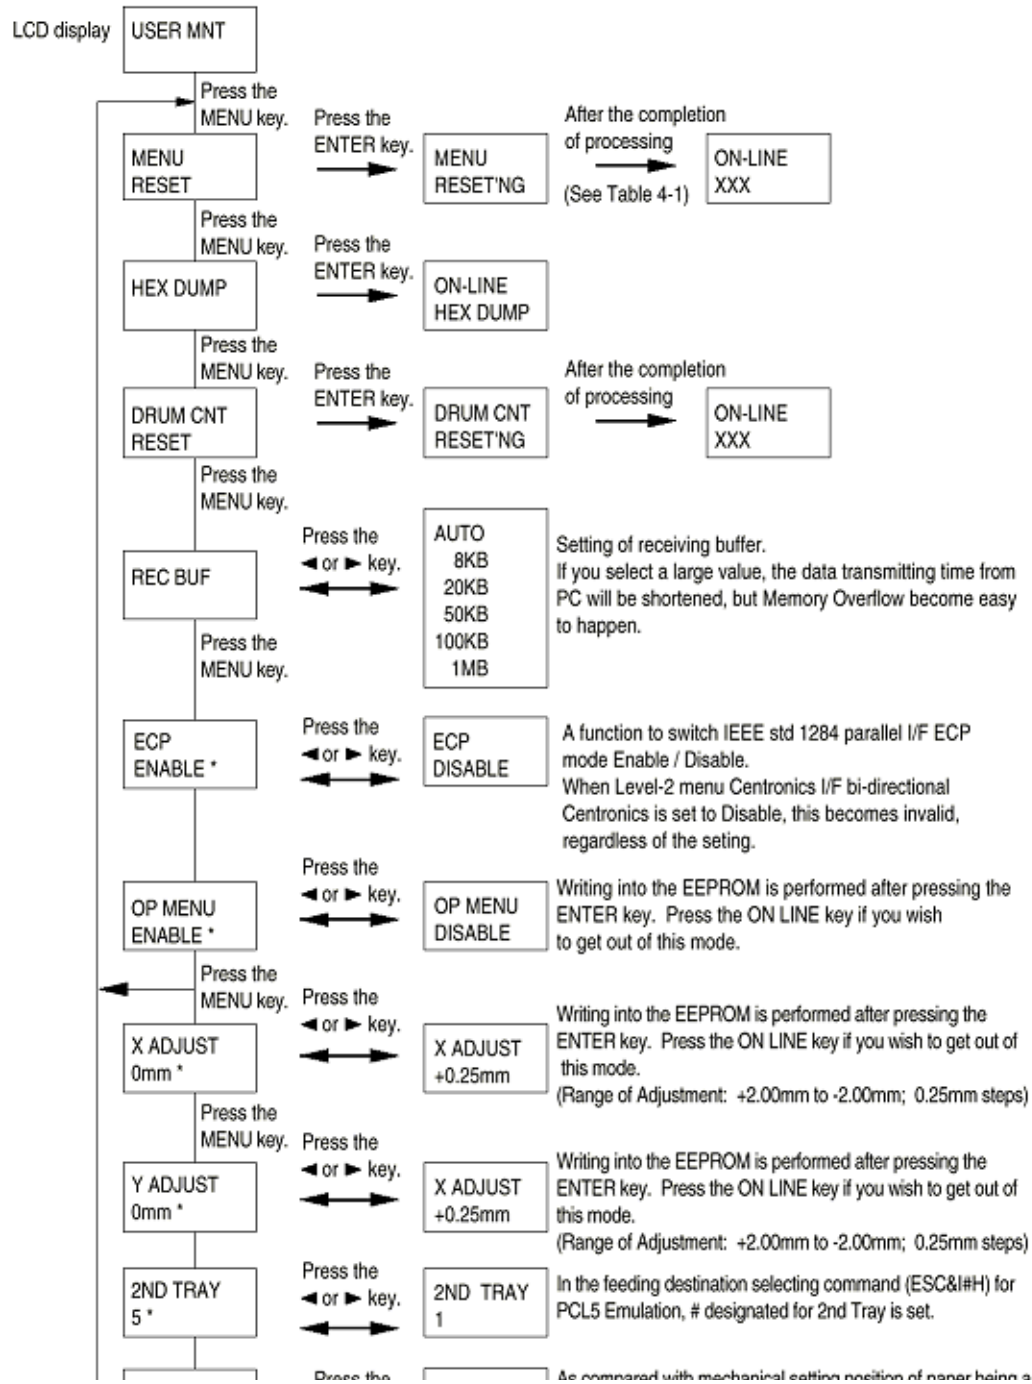 LCD display
USER MNT
Press the
MENU key.
MENU
RESET
Press the
ENTER key.
MENU
RESET'NG
After the completion
of processing
(See Table 4-1)
ON-LINE
XXX
Press the
MENU key.
HEX DUMP
Press the
ENTER key.
ON-LINE
HEX DUMP
Press the
MENU key.
DRUM CNT
RESET
Press the
ENTER key.
DRUM CNT
RESET'NG
After the completion
of processing
ON-LINE
XXX
Press the
MENU key.
REC BUF
Press the
◄ or ► key.
AUTO
8KB
20KB
50KB
100KB
1MB
Setting of receiving buffer.
If you select a large value, the data transmitting time from
PC will be shortened, but Memory Overflow become easy
to happen.
Press the
MENU key.
ECP
ENABLE *
Press the
◄ or ► key.
ECP
DISABLE
A function to switch IEEE std 1284 parallel I/F ECP
mode Enable / Disable.
When Level-2 menu Centronics I/F bi-directional
Centronics is set to Disable, this becomes invalid,
regardless of the seting.
OP MENU
ENABLE *
Press the
◄ or ► key.
OP MENU
DISABLE
Writing into the EEPROM is performed after pressing the
ENTER key. Press the ON LINE key if you wish
to get out of this mode.
Press the
MENU key.
X ADJUST
0mm *
Press the
◄ or ► key.
X ADJUST
+0.25mm
Writing into the EEPROM is performed after pressing the
ENTER key. Press the ON LINE key if you wish to get out of
this mode.
(Range of Adjustment: +2.00mm to -2.00mm; 0.25mm steps)
Press the
MENU key.
Y ADJUST
0mm *
Press the
◄ or ► key.
X ADJUST
+0.25mm
Writing into the EEPROM is performed after pressing the
ENTER key. Press the ON LINE key if you wish to get out of
this mode.
(Range of Adjustment: +2.00mm to -2.00mm; 0.25mm steps)
2ND TRAY
5 *
Press the
◄ or ► key.
2ND TRAY
1
In the feeding destination selecting command (ESC&l#H) for
PCL5 Emulation, # designated for 2nd Tray is set.
Press the
As compared with mechanical setting position of paper being a